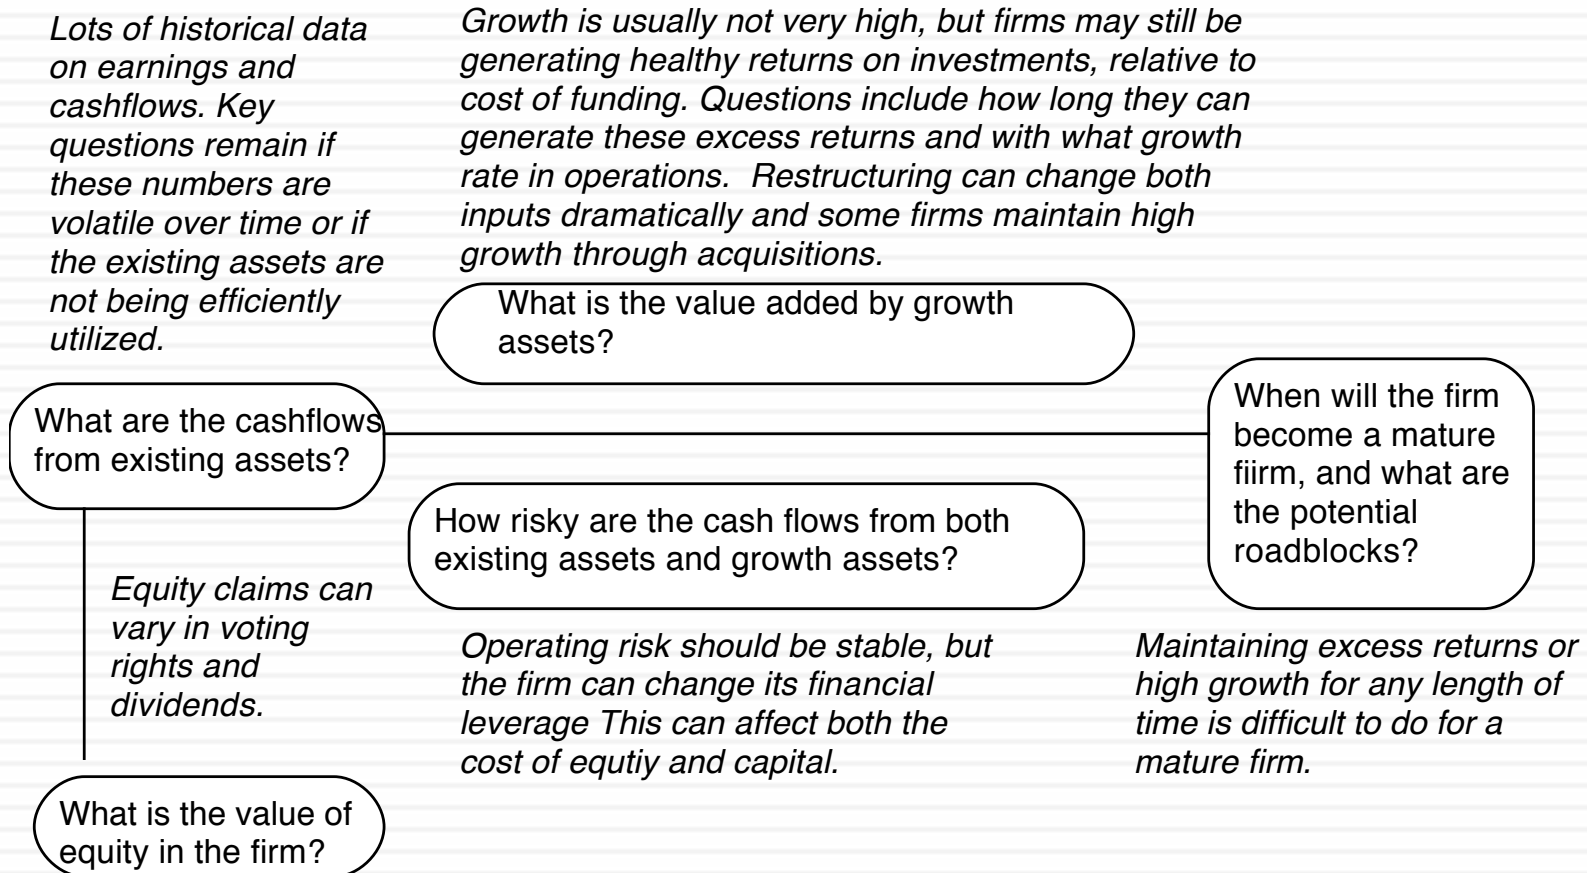 Lots of historical data
on earnings and
cashflows. Key
questions remain if
these numbers are
volatile over time or if
the existing assets are
not being efficiently
utilized.
Growth is usually not very high, but firms may still be
generating healthy returns on investments, relative to
cost of funding. Questions include how long they can
generate these excess returns and with what growth
rate in operations.  Restructuring can change both
inputs dramatically and some firms maintain high
growth through acquisitions.
What is the value added by growth
assets?
What are the cashflows
from existing assets?
When will the firm
become a mature
fiirm, and what are
the potential
roadblocks?
How risky are the cash flows from both
existing assets and growth assets?
Equity claims can
vary in voting
rights and
dividends.
Operating risk should be stable, but
the firm can change its financial
leverage This can affect both the
cost of equtiy and capital.
Maintaining excess returns or
high growth for any length of
time is difficult to do for a
mature firm.
What is the value of
equity in the firm?